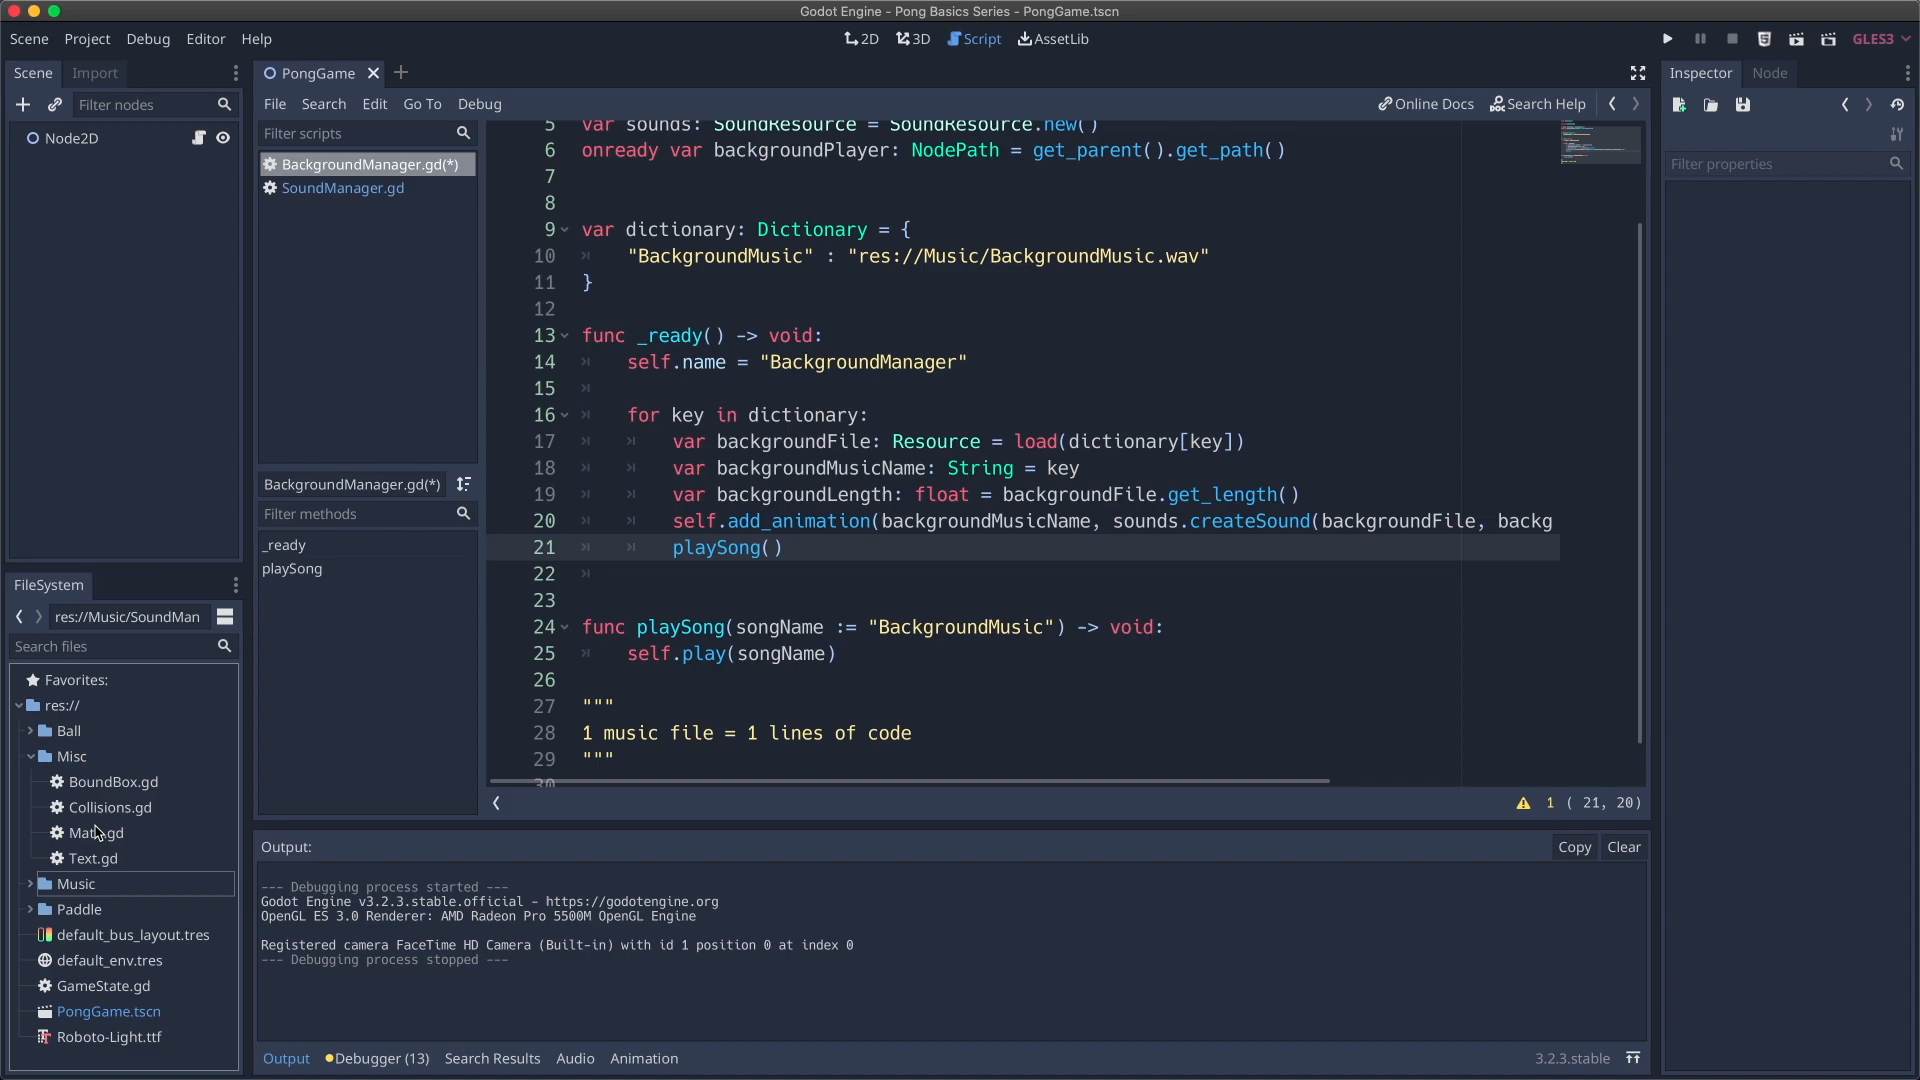 Godot Engine - Pong Basics Series - PongGame.tscn
Scene Project Debug Editor Help
2D 3D Script AssetLib
GLES3
Scene Import
PongGame
Inspector Node
Filter nodes
File Search Edit Go To Debug
Online Docs Search Help
Node2D
Filter scripts
BackgroundManager.gd(*)
SoundManager.gd
Filter properties
5 var sounds: SoundResource = SoundResource.new()
6 onready var backgroundPlayer: NodePath = get_parent().get_path()
7
8
9 var dictionary: Dictionary = {
10 "BackgroundMusic" : "res://Music/BackgroundMusic.wav"
11 }
12
13 func _ready() -> void:
14 self.name = "BackgroundManager"
15
16 for key in dictionary:
17 var backgroundFile: Resource = load(dictionary[key])
18 var backgroundMusicName: String = key
19 var backgroundLength: float = backgroundFile.get_length()
20 self.add_animation(backgroundMusicName, sounds.createSound(backgroundFile, backg
21 playSong()
22
23
24 func playSong(songName := "BackgroundMusic") -> void:
25 self.play(songName)
26
27 """
28 1 music file = 1 lines of code
29 """
30
BackgroundManager.gd(*)
Filter methods
_ready
playSong
1 ( 21, 20)
FileSystem
res://Music/SoundMan
Search files
Favorites:
res://
Ball
Misc
BoundBox.gd
Collisions.gd
Text.gd
Music
Paddle
default_bus_layout.tres
default_env.tres
GameState.gd
PongGame.tscn
Roboto-Light.ttf
Output:
Copy Clear
--- Debugging process started ---
Godot Engine v3.2.3.stable.official - https://godotengine.org
OpenGL ES 3.0 Renderer: AMD Radeon Pro 5500M OpenGL Engine
Registered camera FaceTime HD Camera (Built-in) with id 1 position 0 at index 0
--- Debugging process stopped ---
Output Debugger (13) Search Results Audio Animation
3.2.3.stable